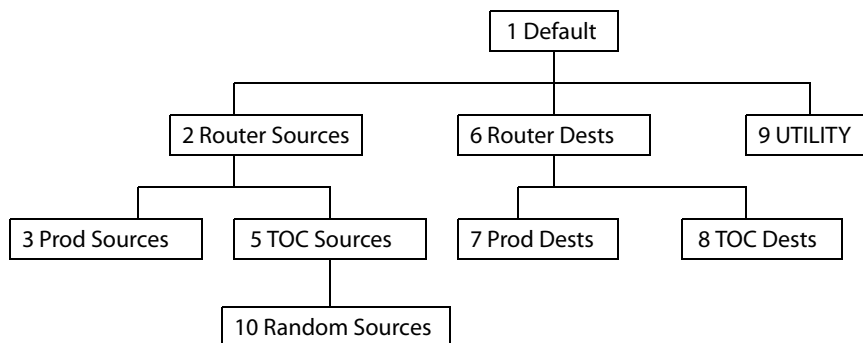 1 Default
2 Router Sources
6 Router Dests
9 UTILITY
3 Prod Sources
5 TOC Sources
7 Prod Dests
8 TOC Dests
10 Random Sources